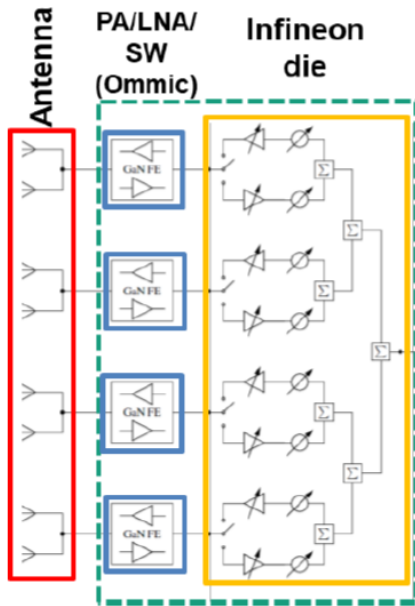 Antenna
PA/LNA/
SW
(Ommic)
Infineon
die
GaN FE
Σ
Σ
GaN FE
Σ
Σ
GaN FE
Σ
Σ
GaN FE
Σ